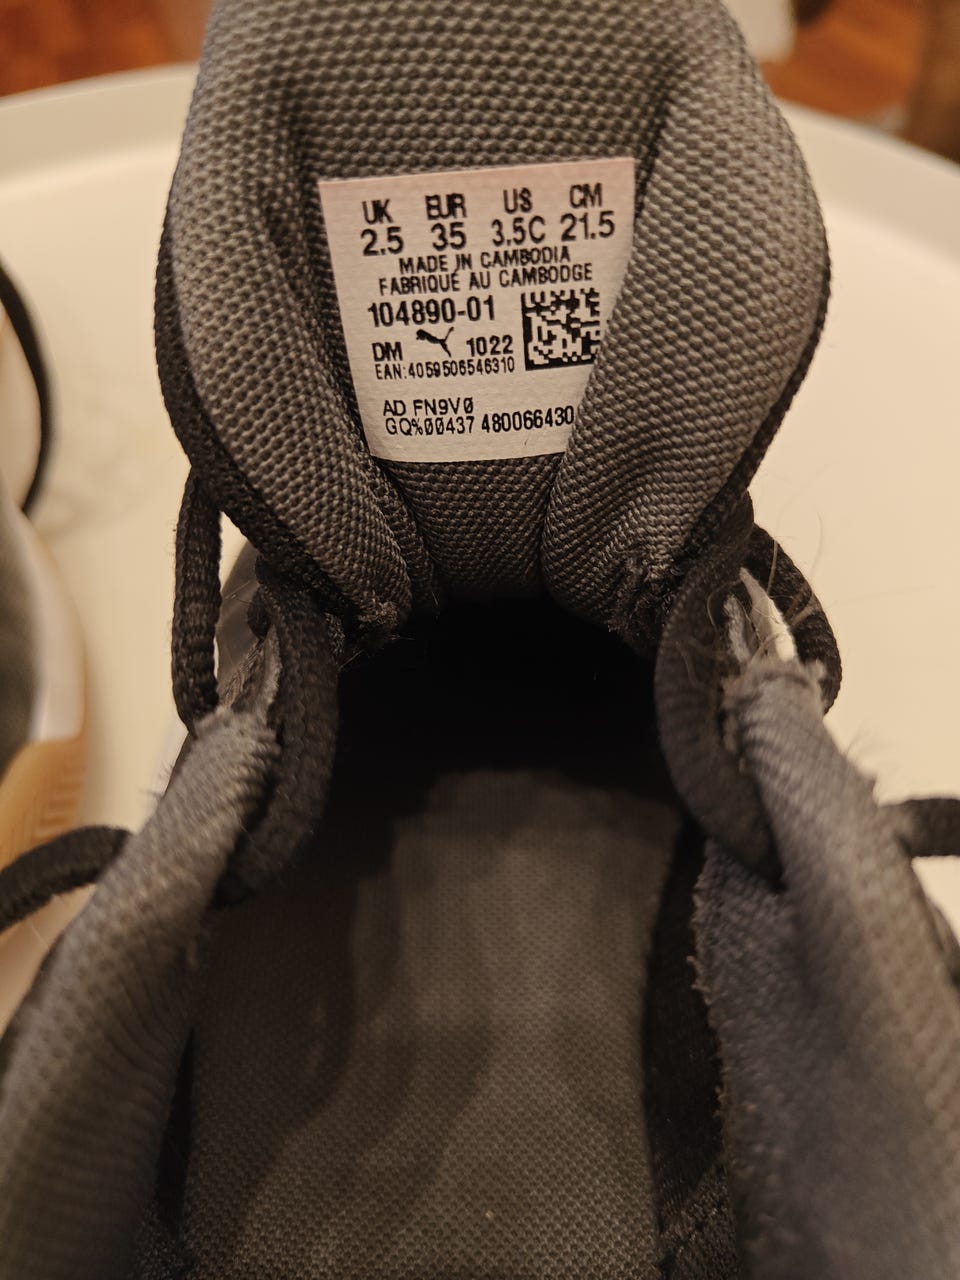 UK EUR US CM
2.5 35 3.5C 21.5
MADE IN CAMBODIA
FABRIQUÉ AU CAMBODGE
104890-01
DM 1022
EAN:4059506546310
AD FN9V0
GQ%00437 480066430